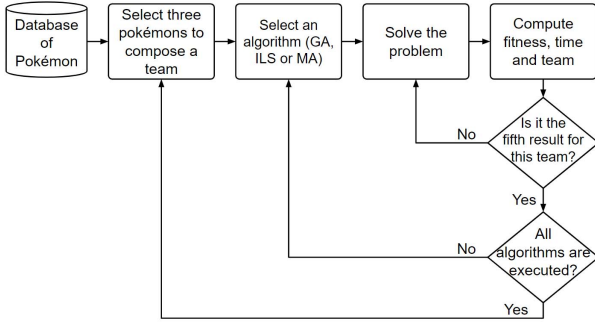 Database
of
Pokémon
Select three
pokémons to
compose a
team
Select an
algorithm (GA,
ILS or MA)
Solve the
problem
Compute
fitness, time
and team
Is it the
fifth result for
this team?
No
Yes
All
algorithms are
executed?
No
Yes